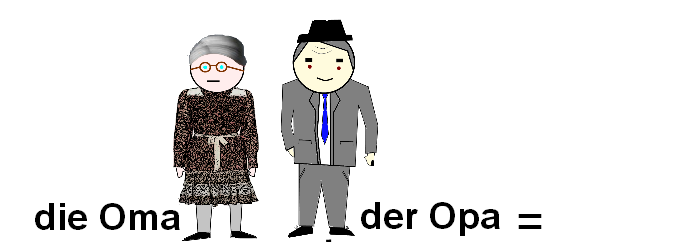 die Oma der Opa =